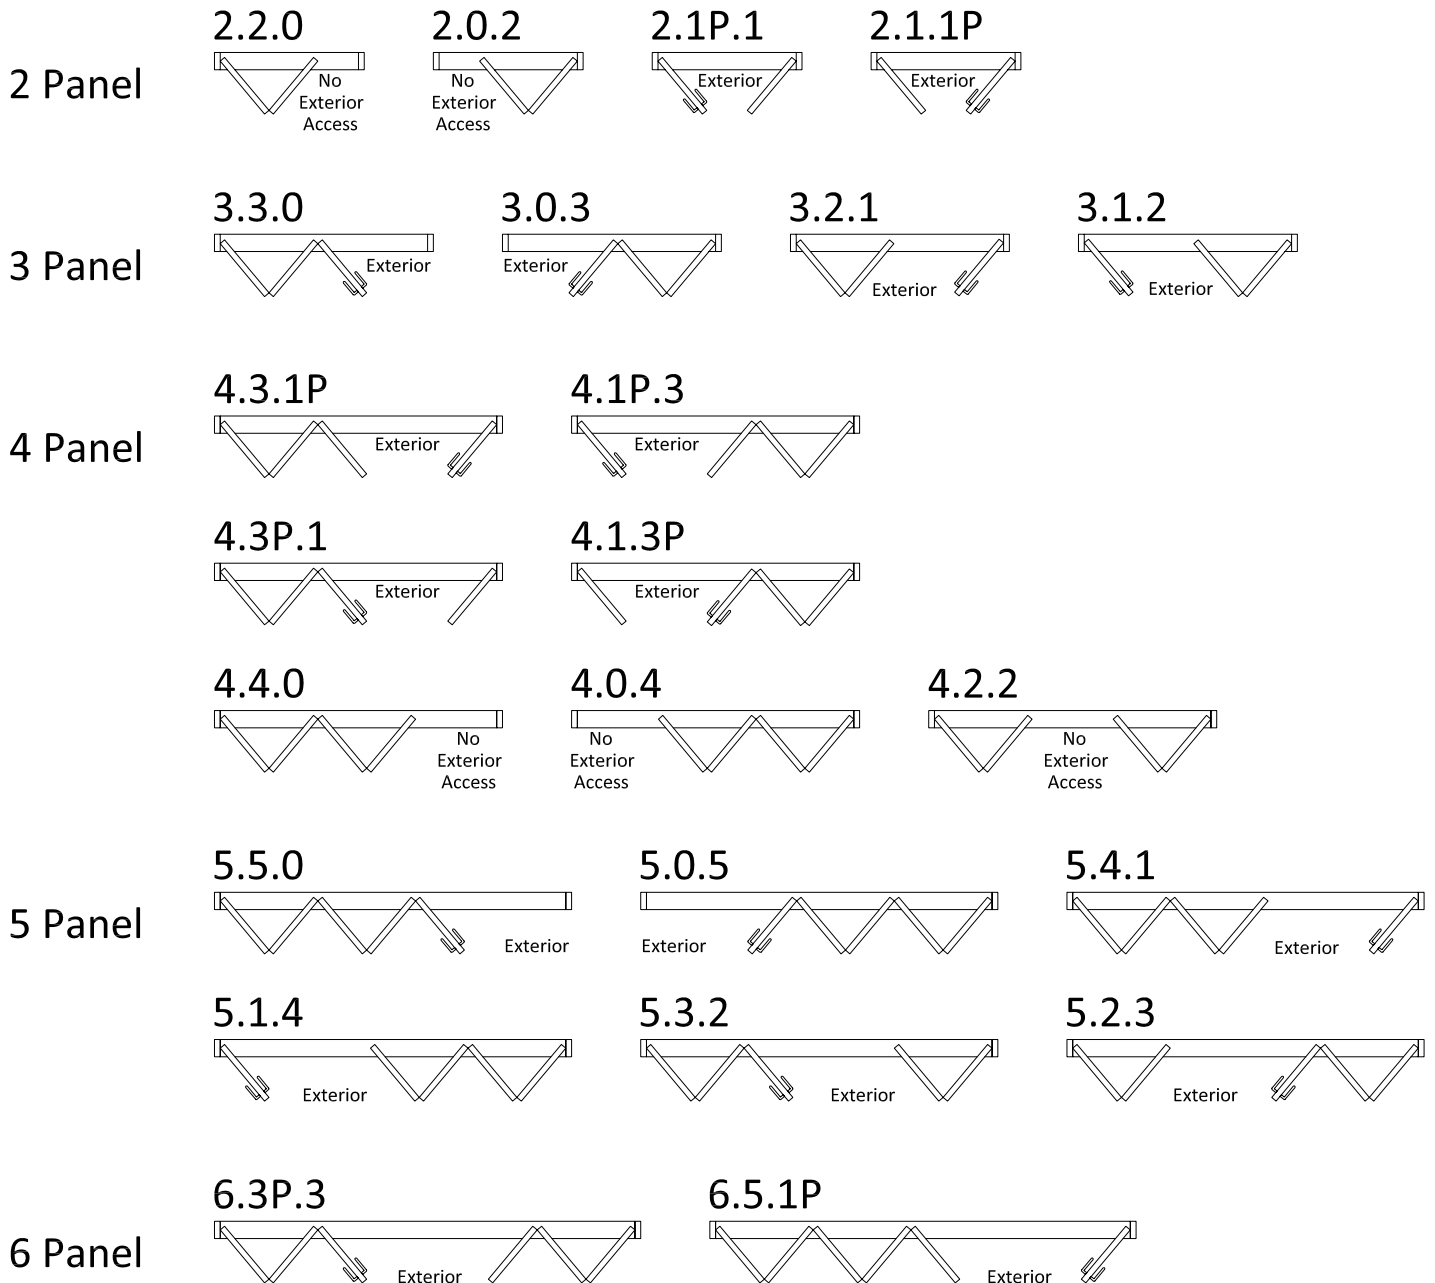 2 Panel
2.2.0
No
Exterior
Access
2.0.2
No
Exterior
Access
2.1P.1
Exterior
2.1.1P
Exterior
3 Panel
3.3.0
Exterior
3.0.3
Exterior
3.2.1
Exterior
3.1.2
Exterior
4 Panel
4.3.1P
Exterior
4.1P.3
Exterior
4.3P.1
Exterior
4.1.3P
Exterior
4.4.0
No
Exterior
Access
4.0.4
No
Exterior
Access
4.2.2
No
Exterior
Access
5 Panel
5.5.0
Exterior
5.0.5
Exterior
5.4.1
Exterior
5.1.4
Exterior
5.3.2
Exterior
5.2.3
Exterior
6 Panel
6.3P.3
Exterior
6.5.1P
Exterior